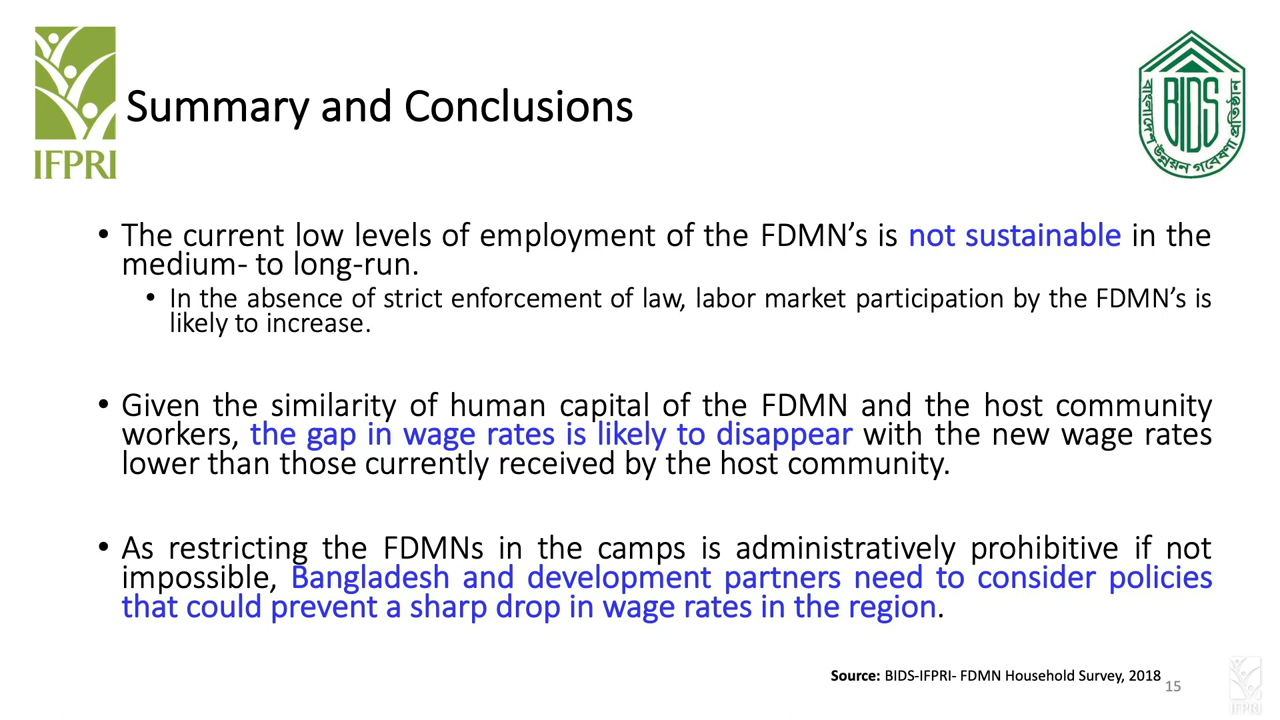 IFPRI
Summary and Conclusions
BIDS
বাংলাদেশ উন্নয়ন গবেষণা প্রতিষ্ঠান
• The current low levels of employment of the FDMN’s is not sustainable in the
medium- to long-run.
• In the absence of strict enforcement of law, labor market participation by the FDMN’s is
likely to increase.
• Given the similarity of human capital of the FDMN and the host community
workers, the gap in wage rates is likely to disappear with the new wage rates
lower than those currently received by the host community.
• As restricting the FDMNs in the camps is administratively prohibitive if not
impossible, Bangladesh and development partners need to consider policies
that could prevent a sharp drop in wage rates in the region.
Source: BIDS-IFPRI- FDMN Household Survey, 2018
15
IFPRI